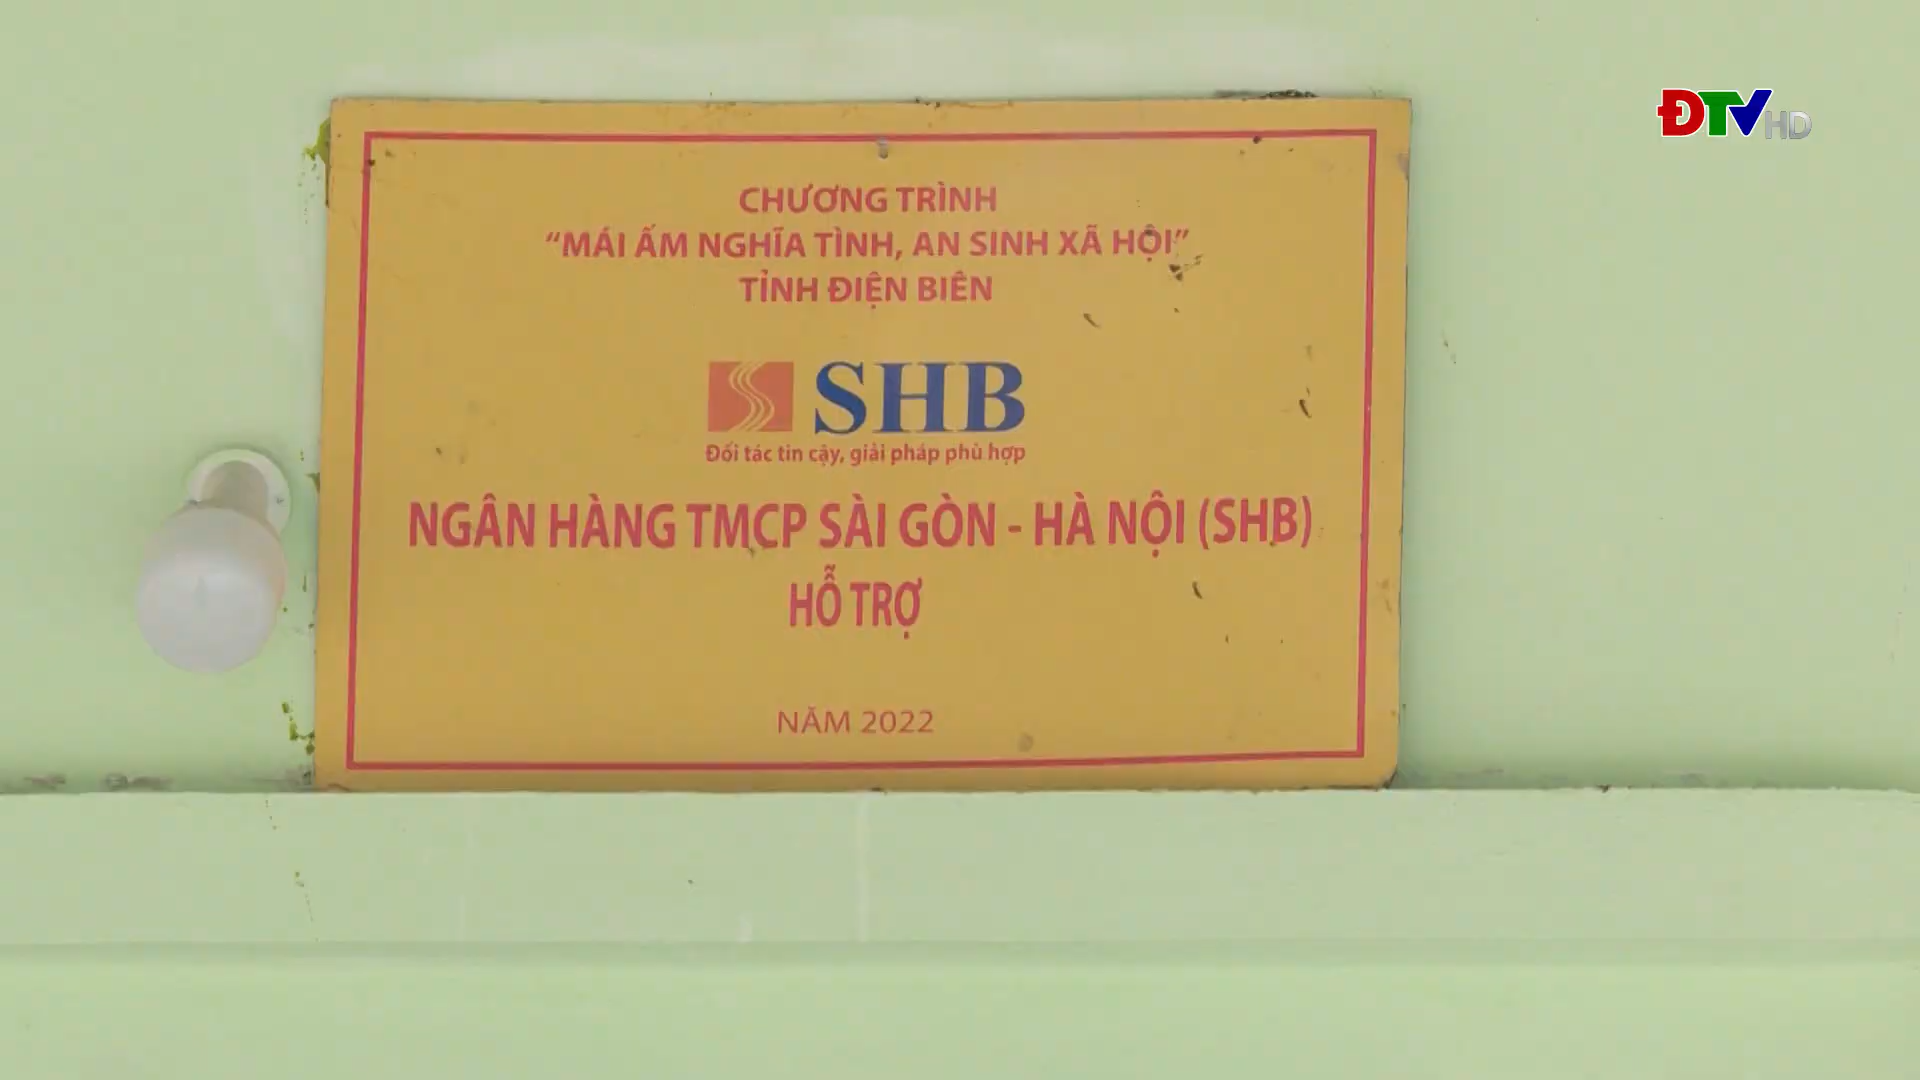 ĐTV HD
CHƯƠNG TRÌNH
“MÁI ẤM NGHĨA TÌNH, AN SINH XÃ HỘI”
TỈNH ĐIỆN BIÊN
SHB
Đối tác tin cậy, giải pháp phù hợp
NGÂN HÀNG TMCP SÀI GÒN - HÀ NỘI (SHB)
HỖ TRỢ
NĂM 2022